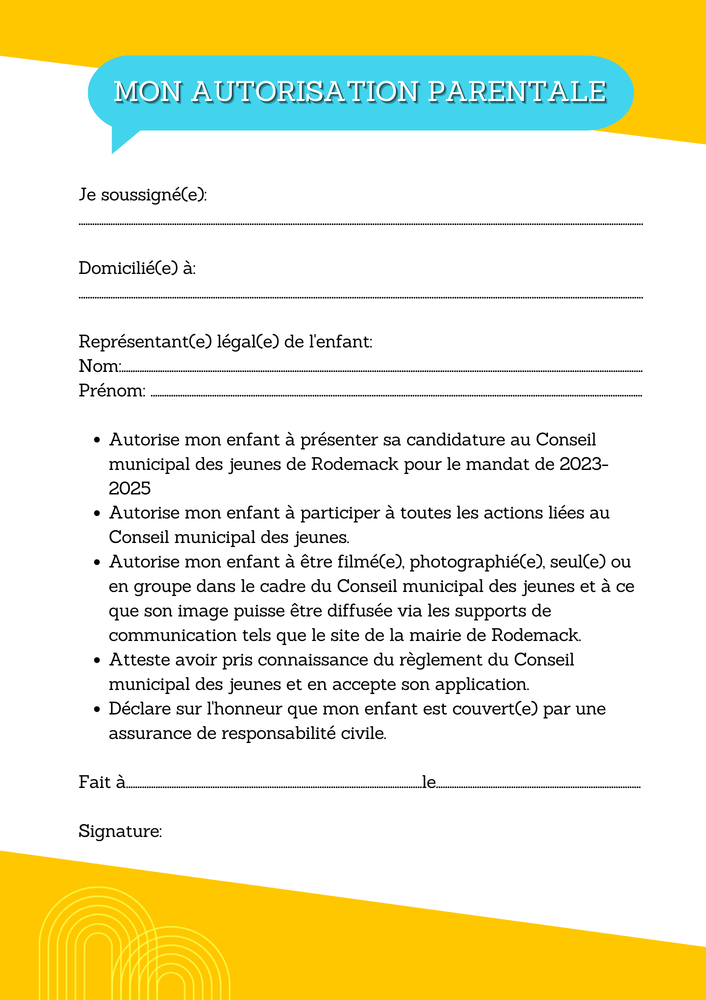 MON AUTORISATION PARENTALE
Je soussigné(e):
........................................................................................................................
Domicilié(e) à:
........................................................................................................................
Représentant(e) légal(e) de l'enfant:
Nom:........................................................................................................................
Prénom: ........................................................................................................................
• Autorise mon enfant à présenter sa candidature au Conseil
municipal des jeunes de Rodemack pour le mandat de 2023-
2025
• Autorise mon enfant à participer à toutes les actions liées au
Conseil municipal des jeunes.
• Autorise mon enfant à être filmé(e), photographié(e), seul(e) ou
en groupe dans le cadre du Conseil municipal des jeunes et à ce
que son image puisse être diffusée via les supports de
communication tels que le site de la mairie de Rodemack.
• Atteste avoir pris connaissance du règlement du Conseil
municipal des jeunes et en accepte son application.
• Déclare sur l'honneur que mon enfant est couvert(e) par une
assurance de responsabilité civile.
Fait à........................................................................le................................................
Signature: